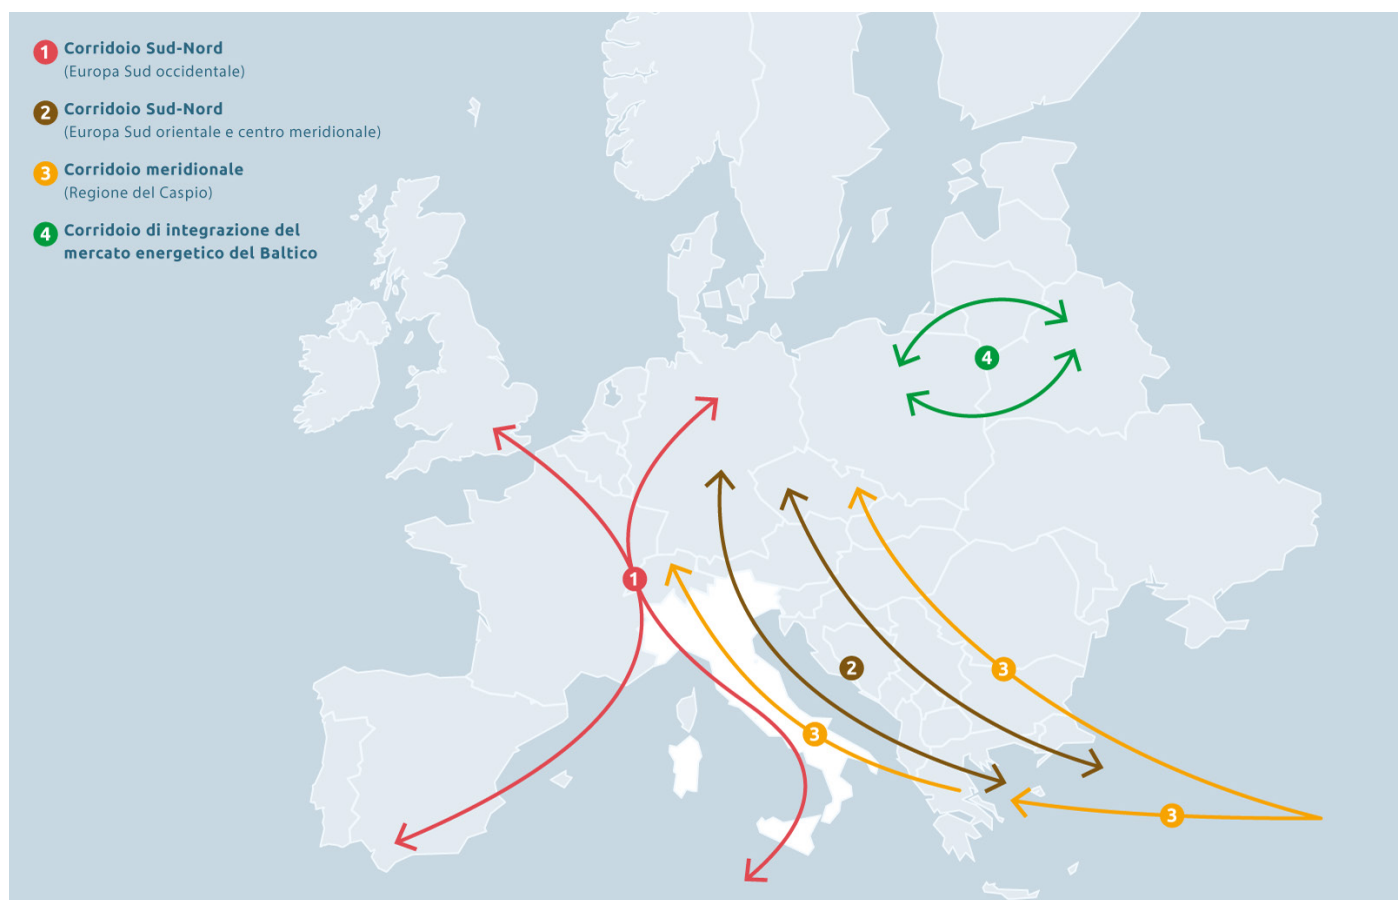 1 Corridoio Sud-Nord
(Europa Sud occidentale)
2 Corridoio Sud-Nord
(Europa Sud orientale e centro meridionale)
3 Corridoio meridionale
(Regione del Caspio)
4 Corridoio di integrazione del
mercato energetico del Baltico
4
1
2
3
3
3